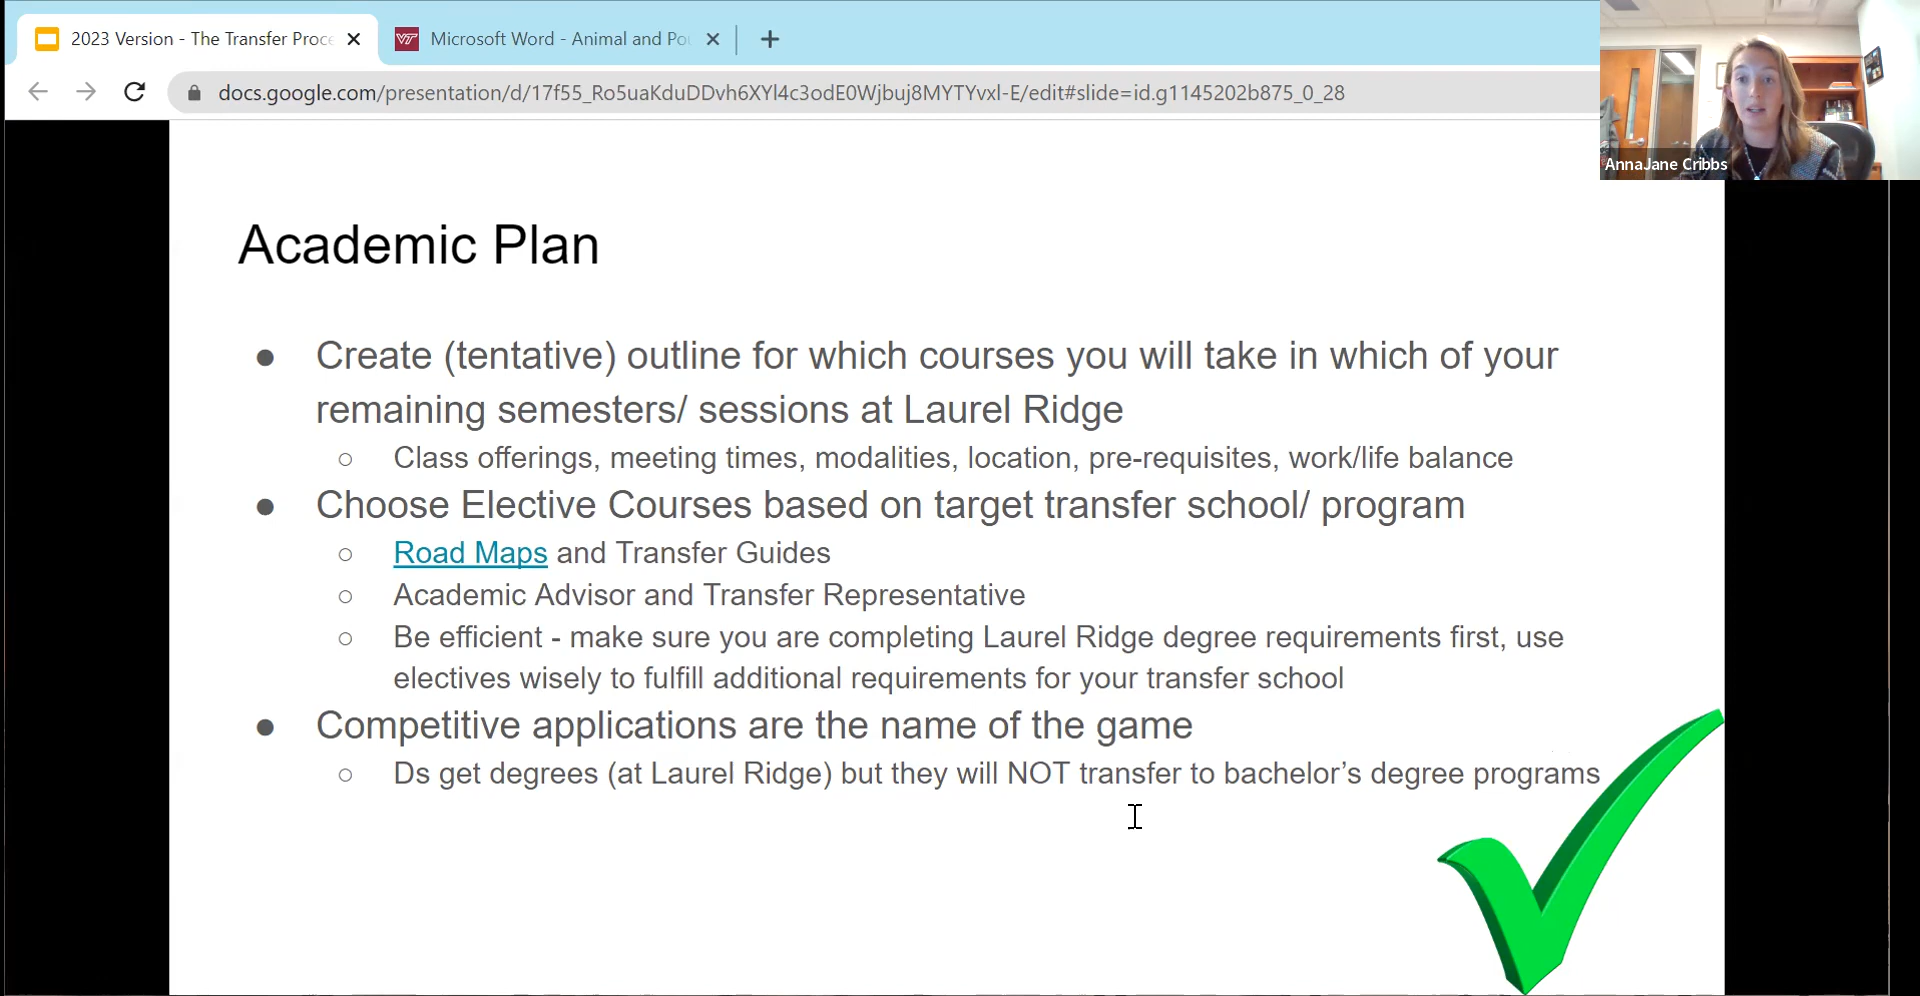 2023 Version - The Transfer Proce
Microsoft Word - Animal and Po
docs.google.com/presentation/d/17f55_Ro5uaKduDDvh6XYl4c3odE0Wjbuj8MYTYvxl-E/edit#slide=id.g1145202b875_0_28
AnnaJane Cribbs
Academic Plan
● Create (tentative) outline for which courses you will take in which of your
remaining semesters/ sessions at Laurel Ridge
○ Class offerings, meeting times, modalities, location, pre-requisites, work/life balance
● Choose Elective Courses based on target transfer school/ program
○ Road Maps and Transfer Guides
○ Academic Advisor and Transfer Representative
○ Be efficient - make sure you are completing Laurel Ridge degree requirements first, use
electives wisely to fulfill additional requirements for your transfer school
● Competitive applications are the name of the game
○ Ds get degrees (at Laurel Ridge) but they will NOT transfer to bachelor’s degree programs